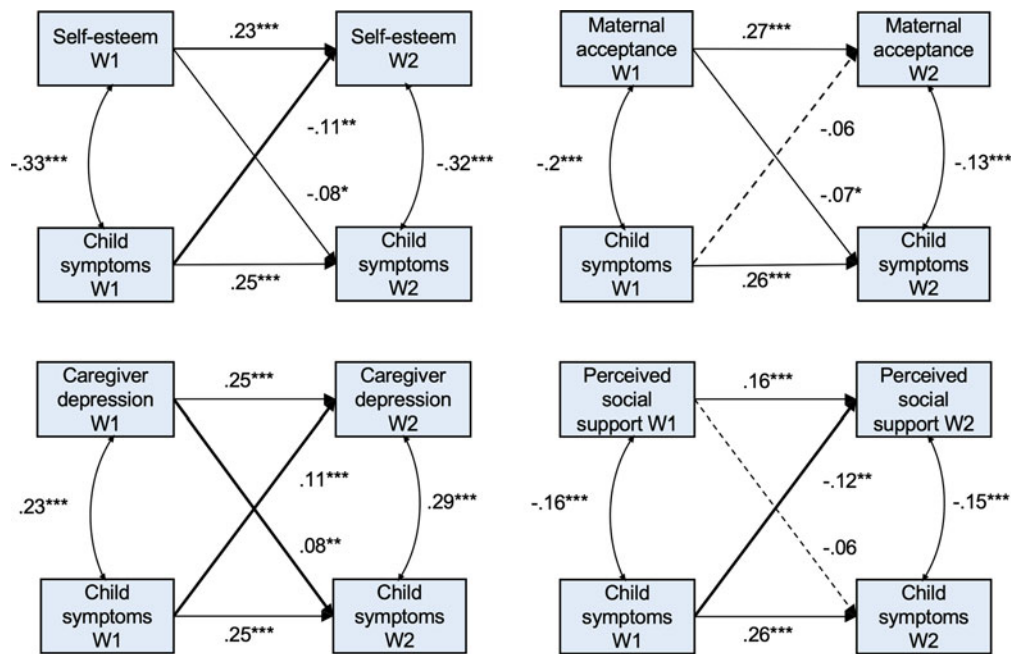 Self-esteem
W1
.23***
Self-esteem
W2
-.33***
-.11**
-.08*
-.32***
Child
symptoms
W1
.25***
Child
symptoms
W2
Maternal
acceptance
W1
.27***
Maternal
acceptance
W2
-.2***
-.06
-.07*
-.13***
Child
symptoms
W1
.26***
Child
symptoms
W2
Caregiver
depression
W1
.25***
Caregiver
depression
W2
.23***
.11***
.08**
.29***
Child
symptoms
W1
.25***
Child
symptoms
W2
Perceived
social
support W1
.16***
Perceived
social
support W2
-.16***
-.12**
-.06
-.15***
Child
symptoms
W1
.26***
Child
symptoms
W2